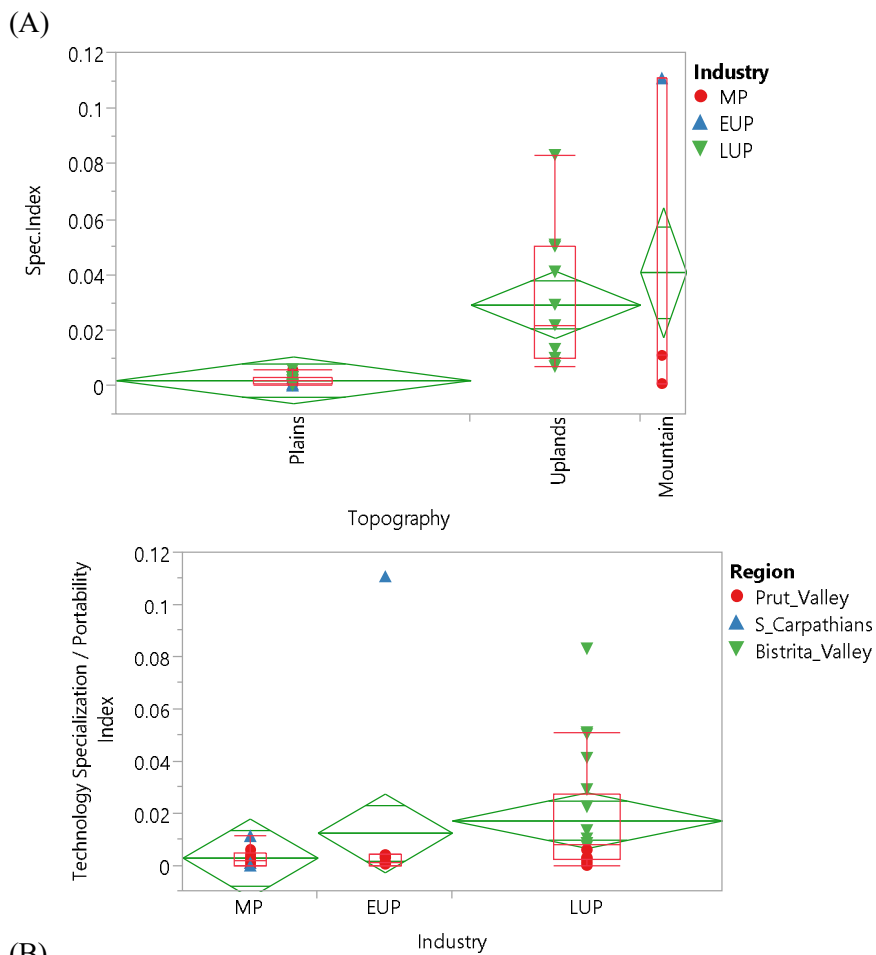 (A)
0.12
0.1
0.08
0.06
0.04
0.02
0
Spec.Index
Plains
Uplands
Mountain
Topography
Industry
MP
EUP
LUP
0.12
0.1
0.08
0.06
0.04
0.02
0
Technology Specialization / Portability
Index
MP
EUP
LUP
Industry
Region
Prut_Valley
S_Carpathians
Bistrita_Valley
(B)